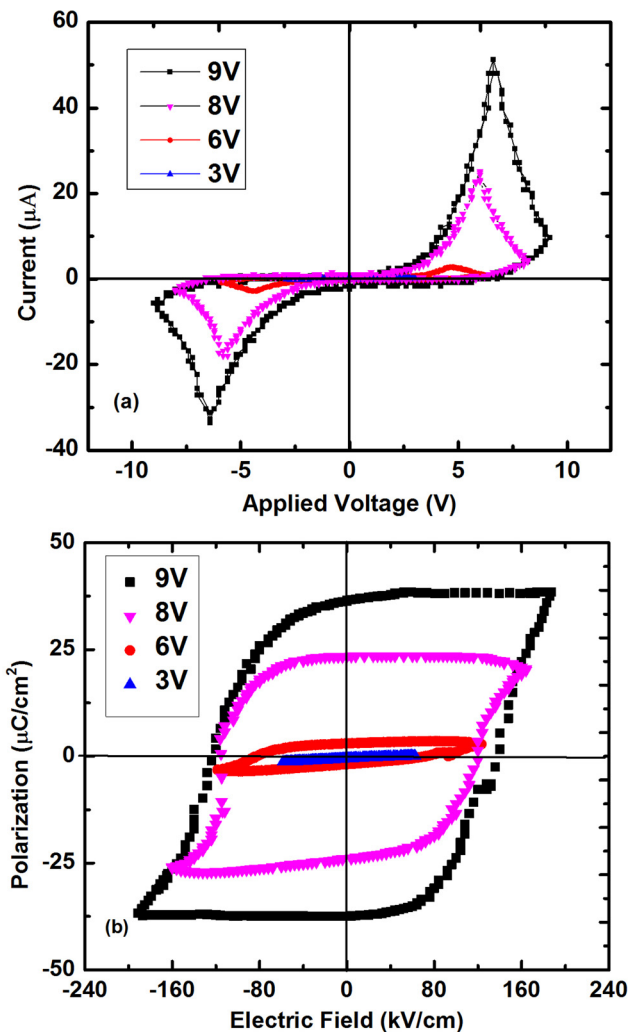 60
40
20
0
-20
-40
Current (μA)
9V
8V
6V
3V
(a)
-10
-5
0
5
10
Applied Voltage (V)
50
25
0
-25
-50
Polarization (μC/cm²)
9V
8V
6V
3V
(b)
-240
-160
-80
0
80
160
240
Electric Field (kV/cm)